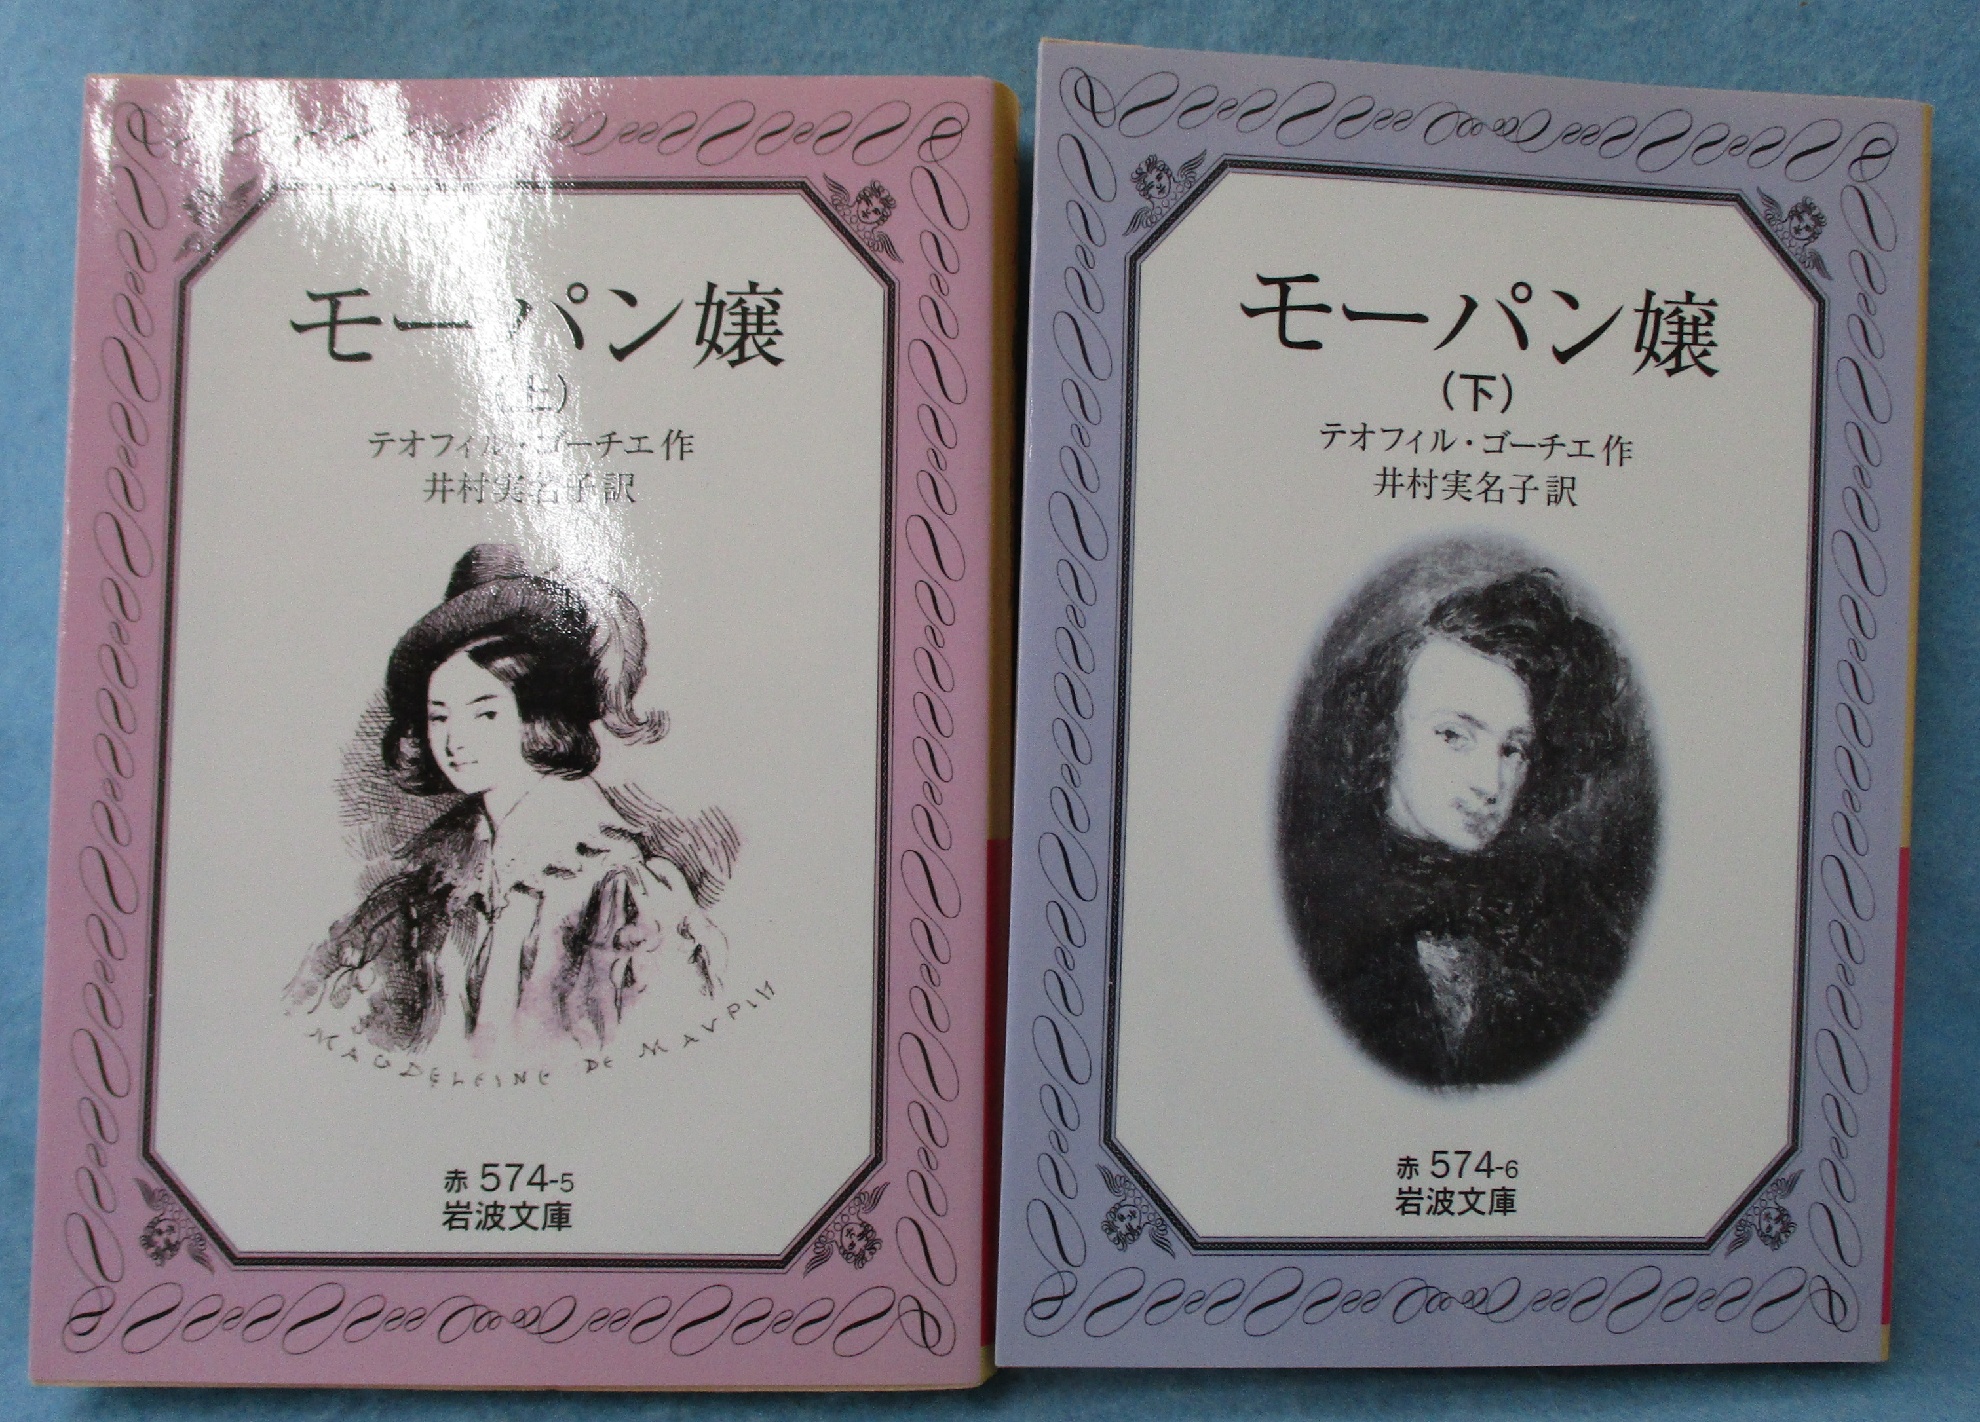 モーパン嬢
(上)
テオフィル・ゴーチエ作
井村実名子訳
MAGDELEINE DE MAVPIN
赤 574-5
岩波文庫
モーパン嬢
(下)
テオフィル・ゴーチエ作
井村実名子訳
赤 574-6
岩波文庫